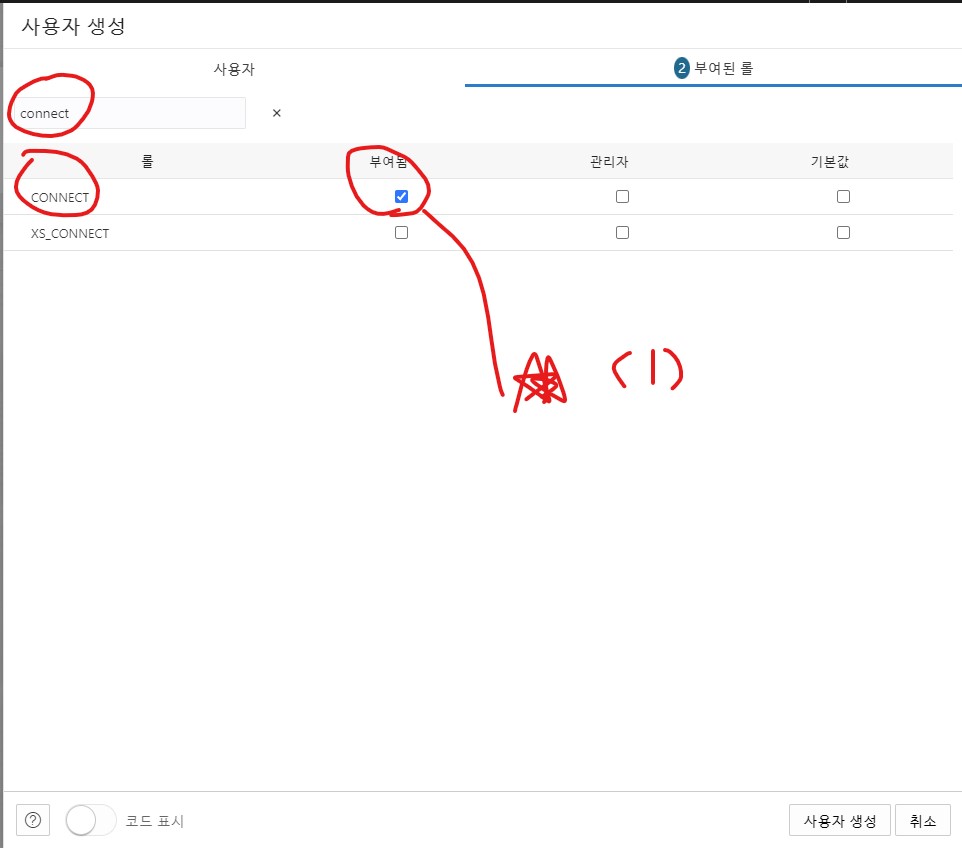 사용자 생성
사용자
2 부여된 롤
connect ×
롤 부여됨 관리자 기본값
CONNECT
XS_CONNECT
(1)
? 코드 표시 사용자 생성 취소